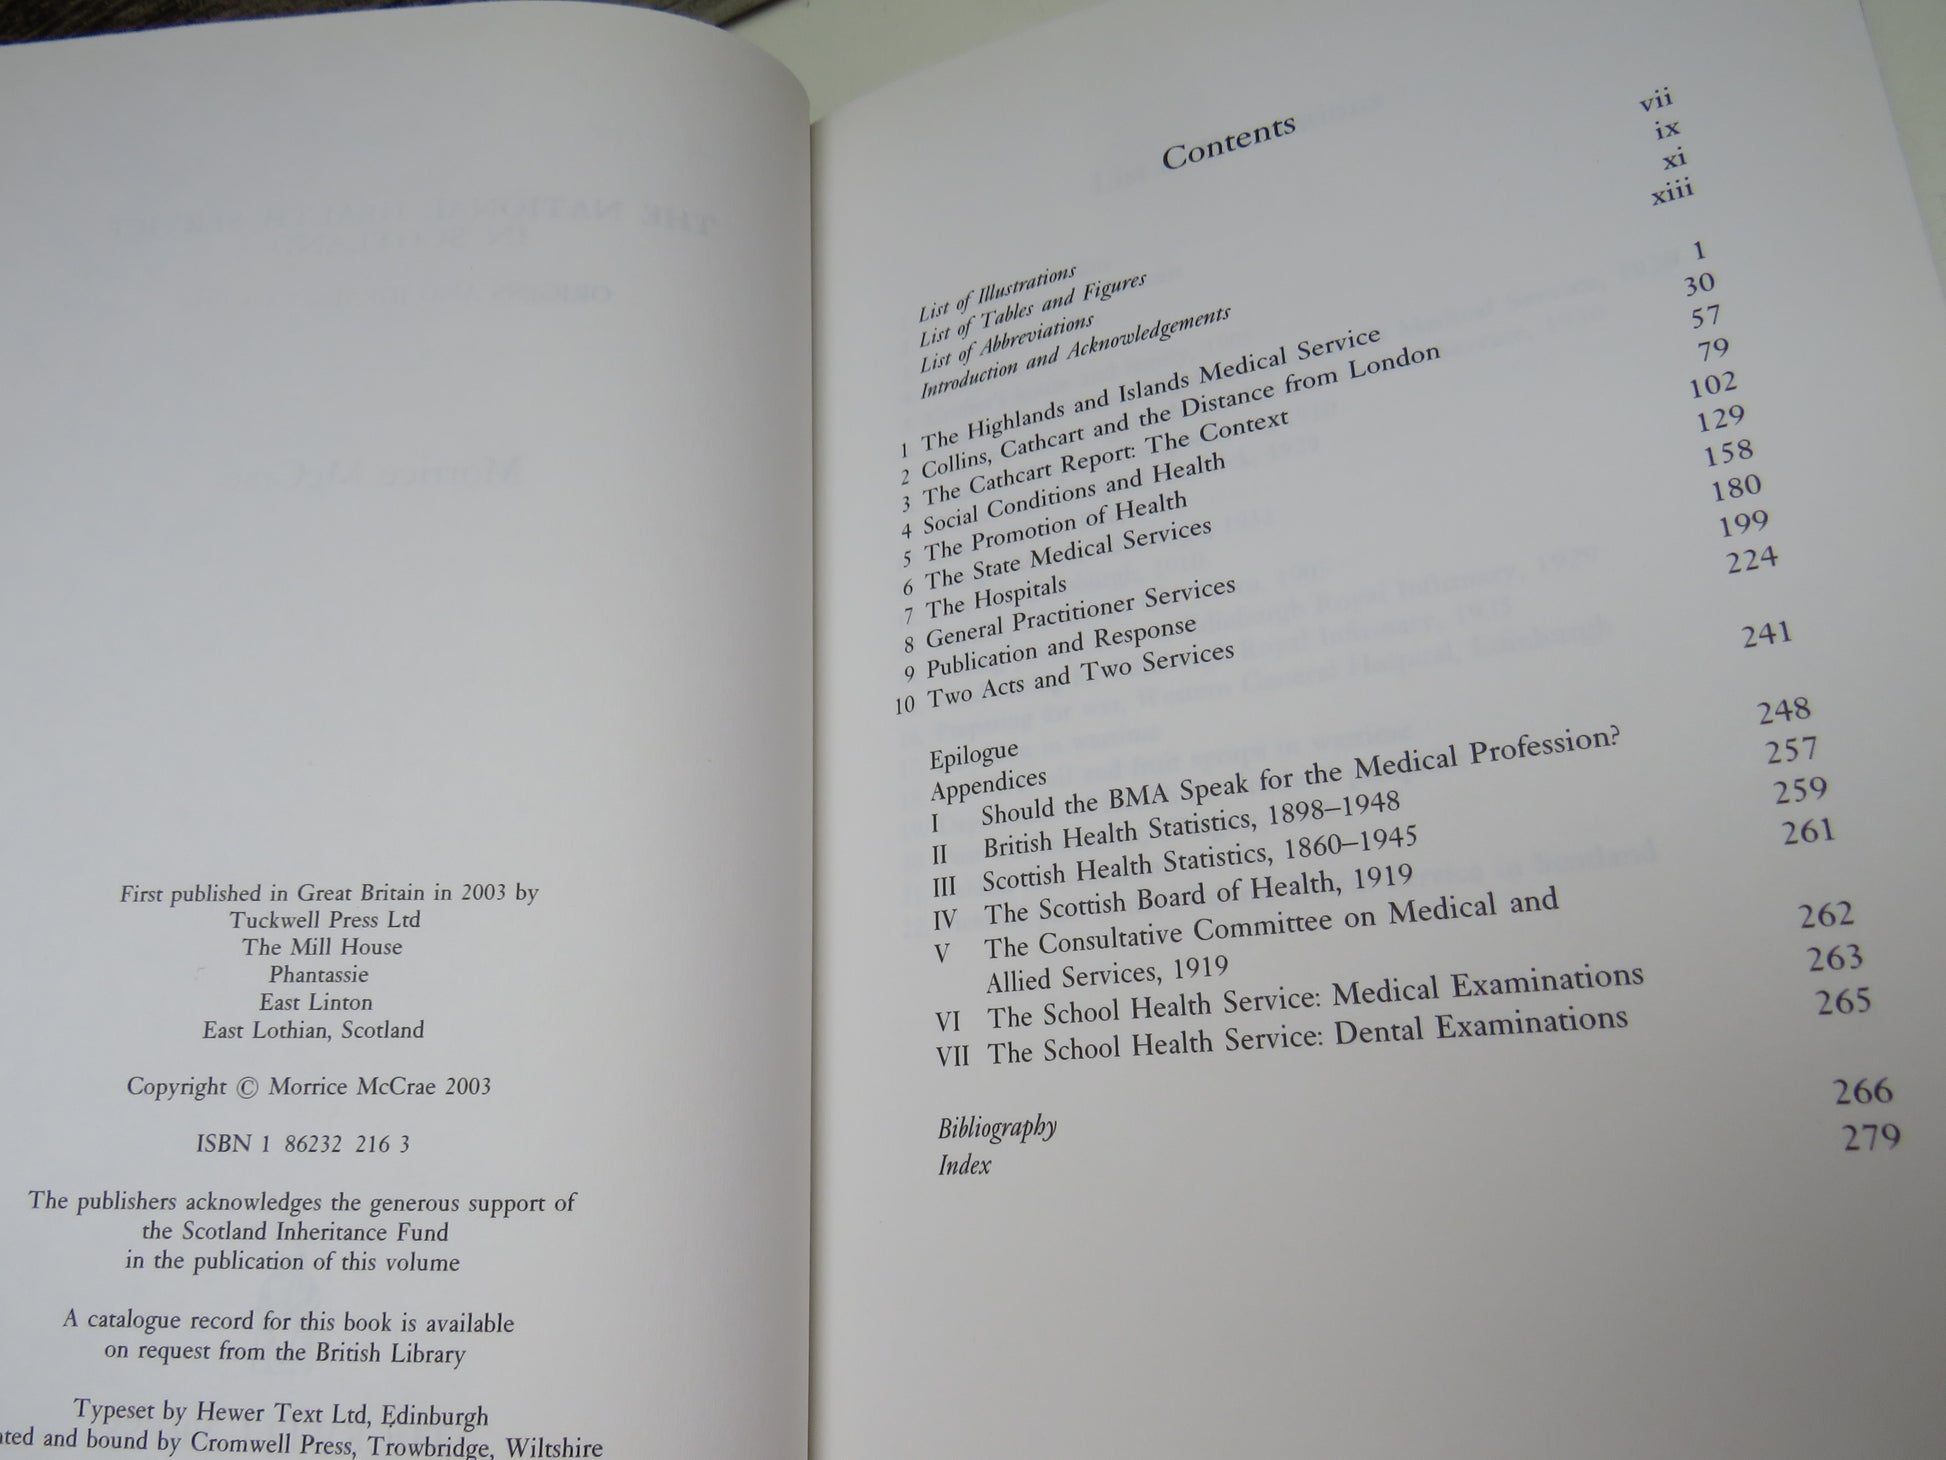 First published in Great Britain in 2003 by
Tuckwell Press Ltd
The Mill House
Phantassie
East Linton
East Lothian, Scotland
Copyright © Morrice McCrae 2003
ISBN 1 86232 216 3
The publishers acknowledges the generous support of
the Scotland Inheritance Fund
in the publication of this volume
A catalogue record for this book is available
on request from the British Library
Typeset by Hewer Text Ltd, Edinburgh
and bound by Cromwell Press, Trowbridge, Wiltshire
Contents
List of Illustrations vii
List of Tables and Figures ix
List of Abbreviations xi
Introduction and Acknowledgements xiii
1 The Highlands and Islands Medical Service 1
2 Collins, Cathcart and the Distance from London 30
3 The Cathcart Report: The Context 57
4 Social Conditions and Health 79
5 The Promotion of Health 102
6 The State Medical Services 129
7 The Hospitals 158
8 General Practitioner Services 180
9 Publication and Response 199
10 Two Acts and Two Services 224
Epilogue 241
Appendices
I Should the BMA Speak for the Medical Profession? 248
II British Health Statistics, 1898–1948 257
III Scottish Health Statistics, 1860–1945 259
IV The Scottish Board of Health, 1919 261
V The Consultative Committee on Medical and
Allied Services, 1919 262
VI The School Health Service: Medical Examinations 263
VII The School Health Service: Dental Examinations 265
Bibliography 266
Index 279